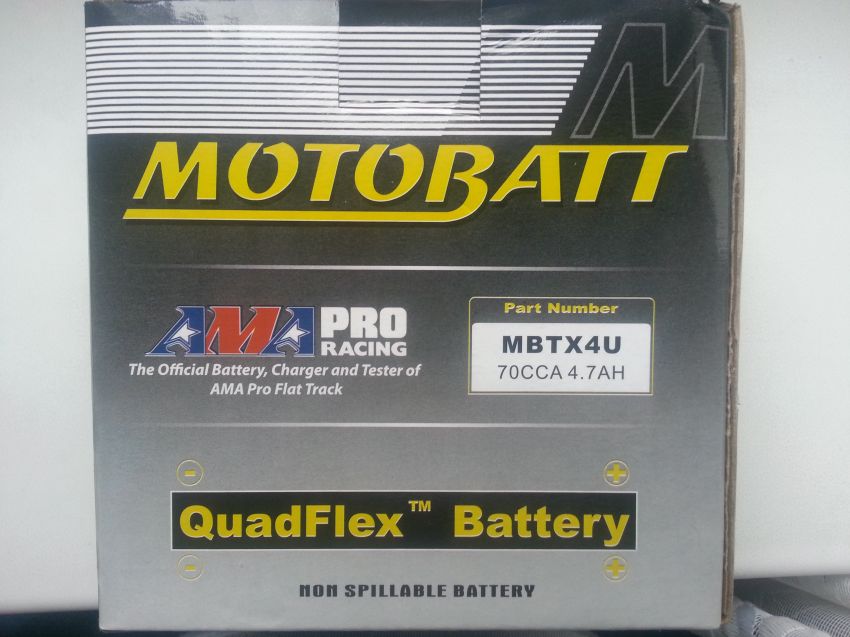 M
MOTOBATT
AMA PRO
RACING
The Official Battery, Charger and Tester of
AMA Pro Flat Track
Part Number
MBTX4U
70CCA 4.7AH
- +
QuadFlex™ Battery
- +
NON SPILLABLE BATTERY